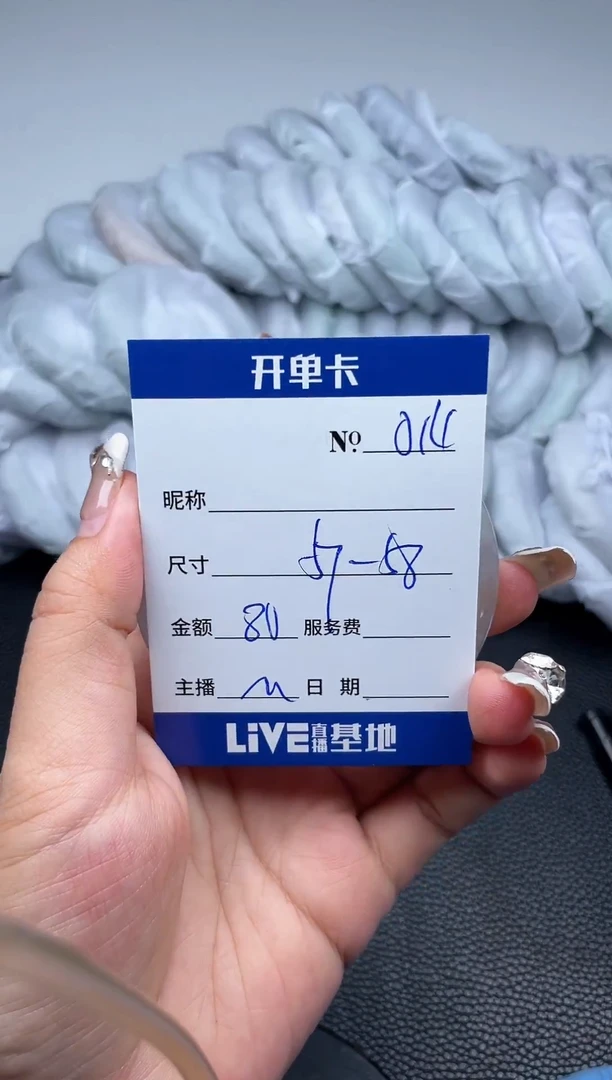 开单卡
No. 014
昵称
尺寸 57-58
金额 80 服务费
主播 日 期
LiVE直播基地